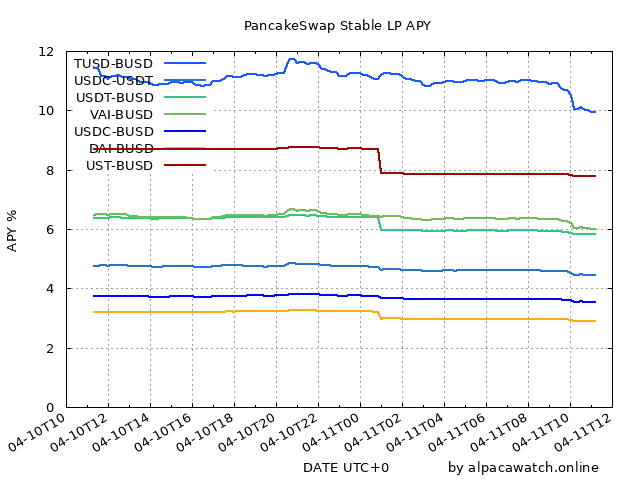 PancakeSwap Stable LP APY
12
10
8
6
4
2
0
APY %
TUSD-BUSD
USDC-USDT
USDT-BUSD
VAI-BUSD
USDC-BUSD
DAI-BUSD
UST-BUSD
04-10T10
04-10T12
04-10T14
04-10T16
04-10T18
04-10T20
04-10T22
04-11T00
04-11T02
04-11T04
04-11T06
04-11T08
04-11T10
04-11T12
DATE UTC+0
by alpacawatch.online